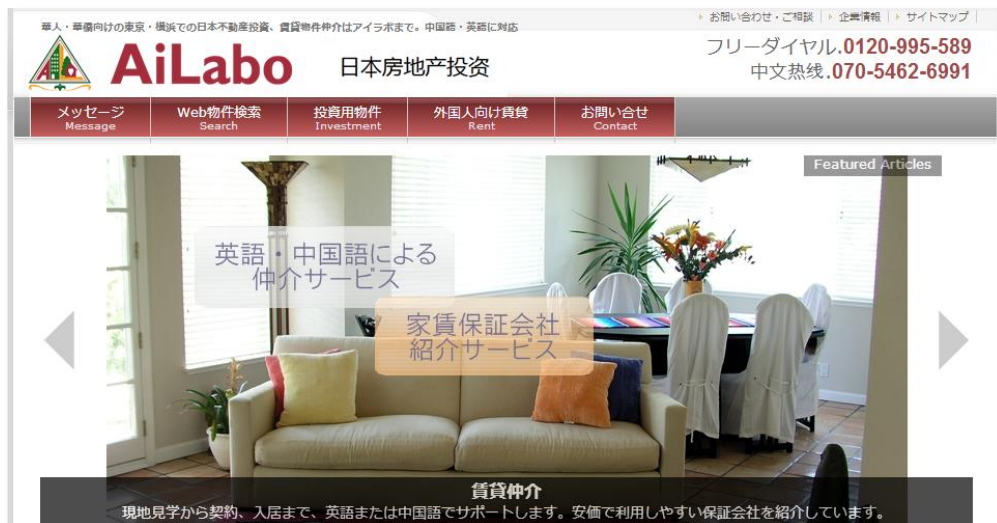 華人・華僑向けの東京・横浜での日本不動産投資、賃貸物件仲介はアイラボまで。中国語・英語に対応
お問い合わせ・ご相談
企業情報
サイトマップ
AiLabo
日本房地产投资
フリーダイヤル.0120-995-589
中文热线.070-5462-6991
メッセージ
Message
Web物件検索
Search
投資用物件
Investment
外国人向け賃貸
Rent
お問い合せ
Contact
Featured Articles
英語・中国語による
仲介サービス
家賃保証会社
紹介サービス
賃貸仲介
現地見学から契約、入居まで、英語または中国語でサポートします。安価で利用しやすい保証会社を紹介しています。